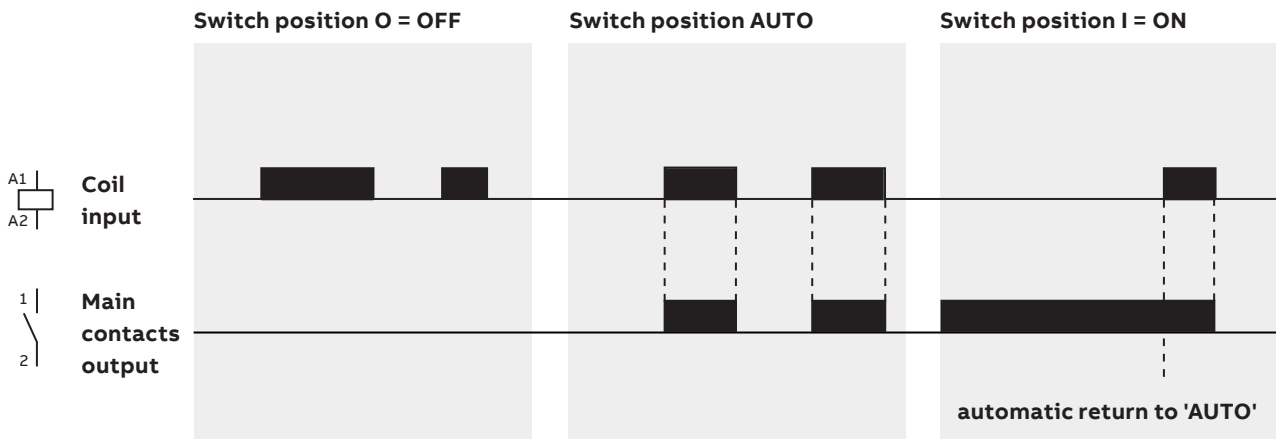 Switch position O = OFF
Switch position AUTO
Switch position I = ON
A1
A2
Coil
input
1
2
Main
contacts
output
automatic return to 'AUTO'